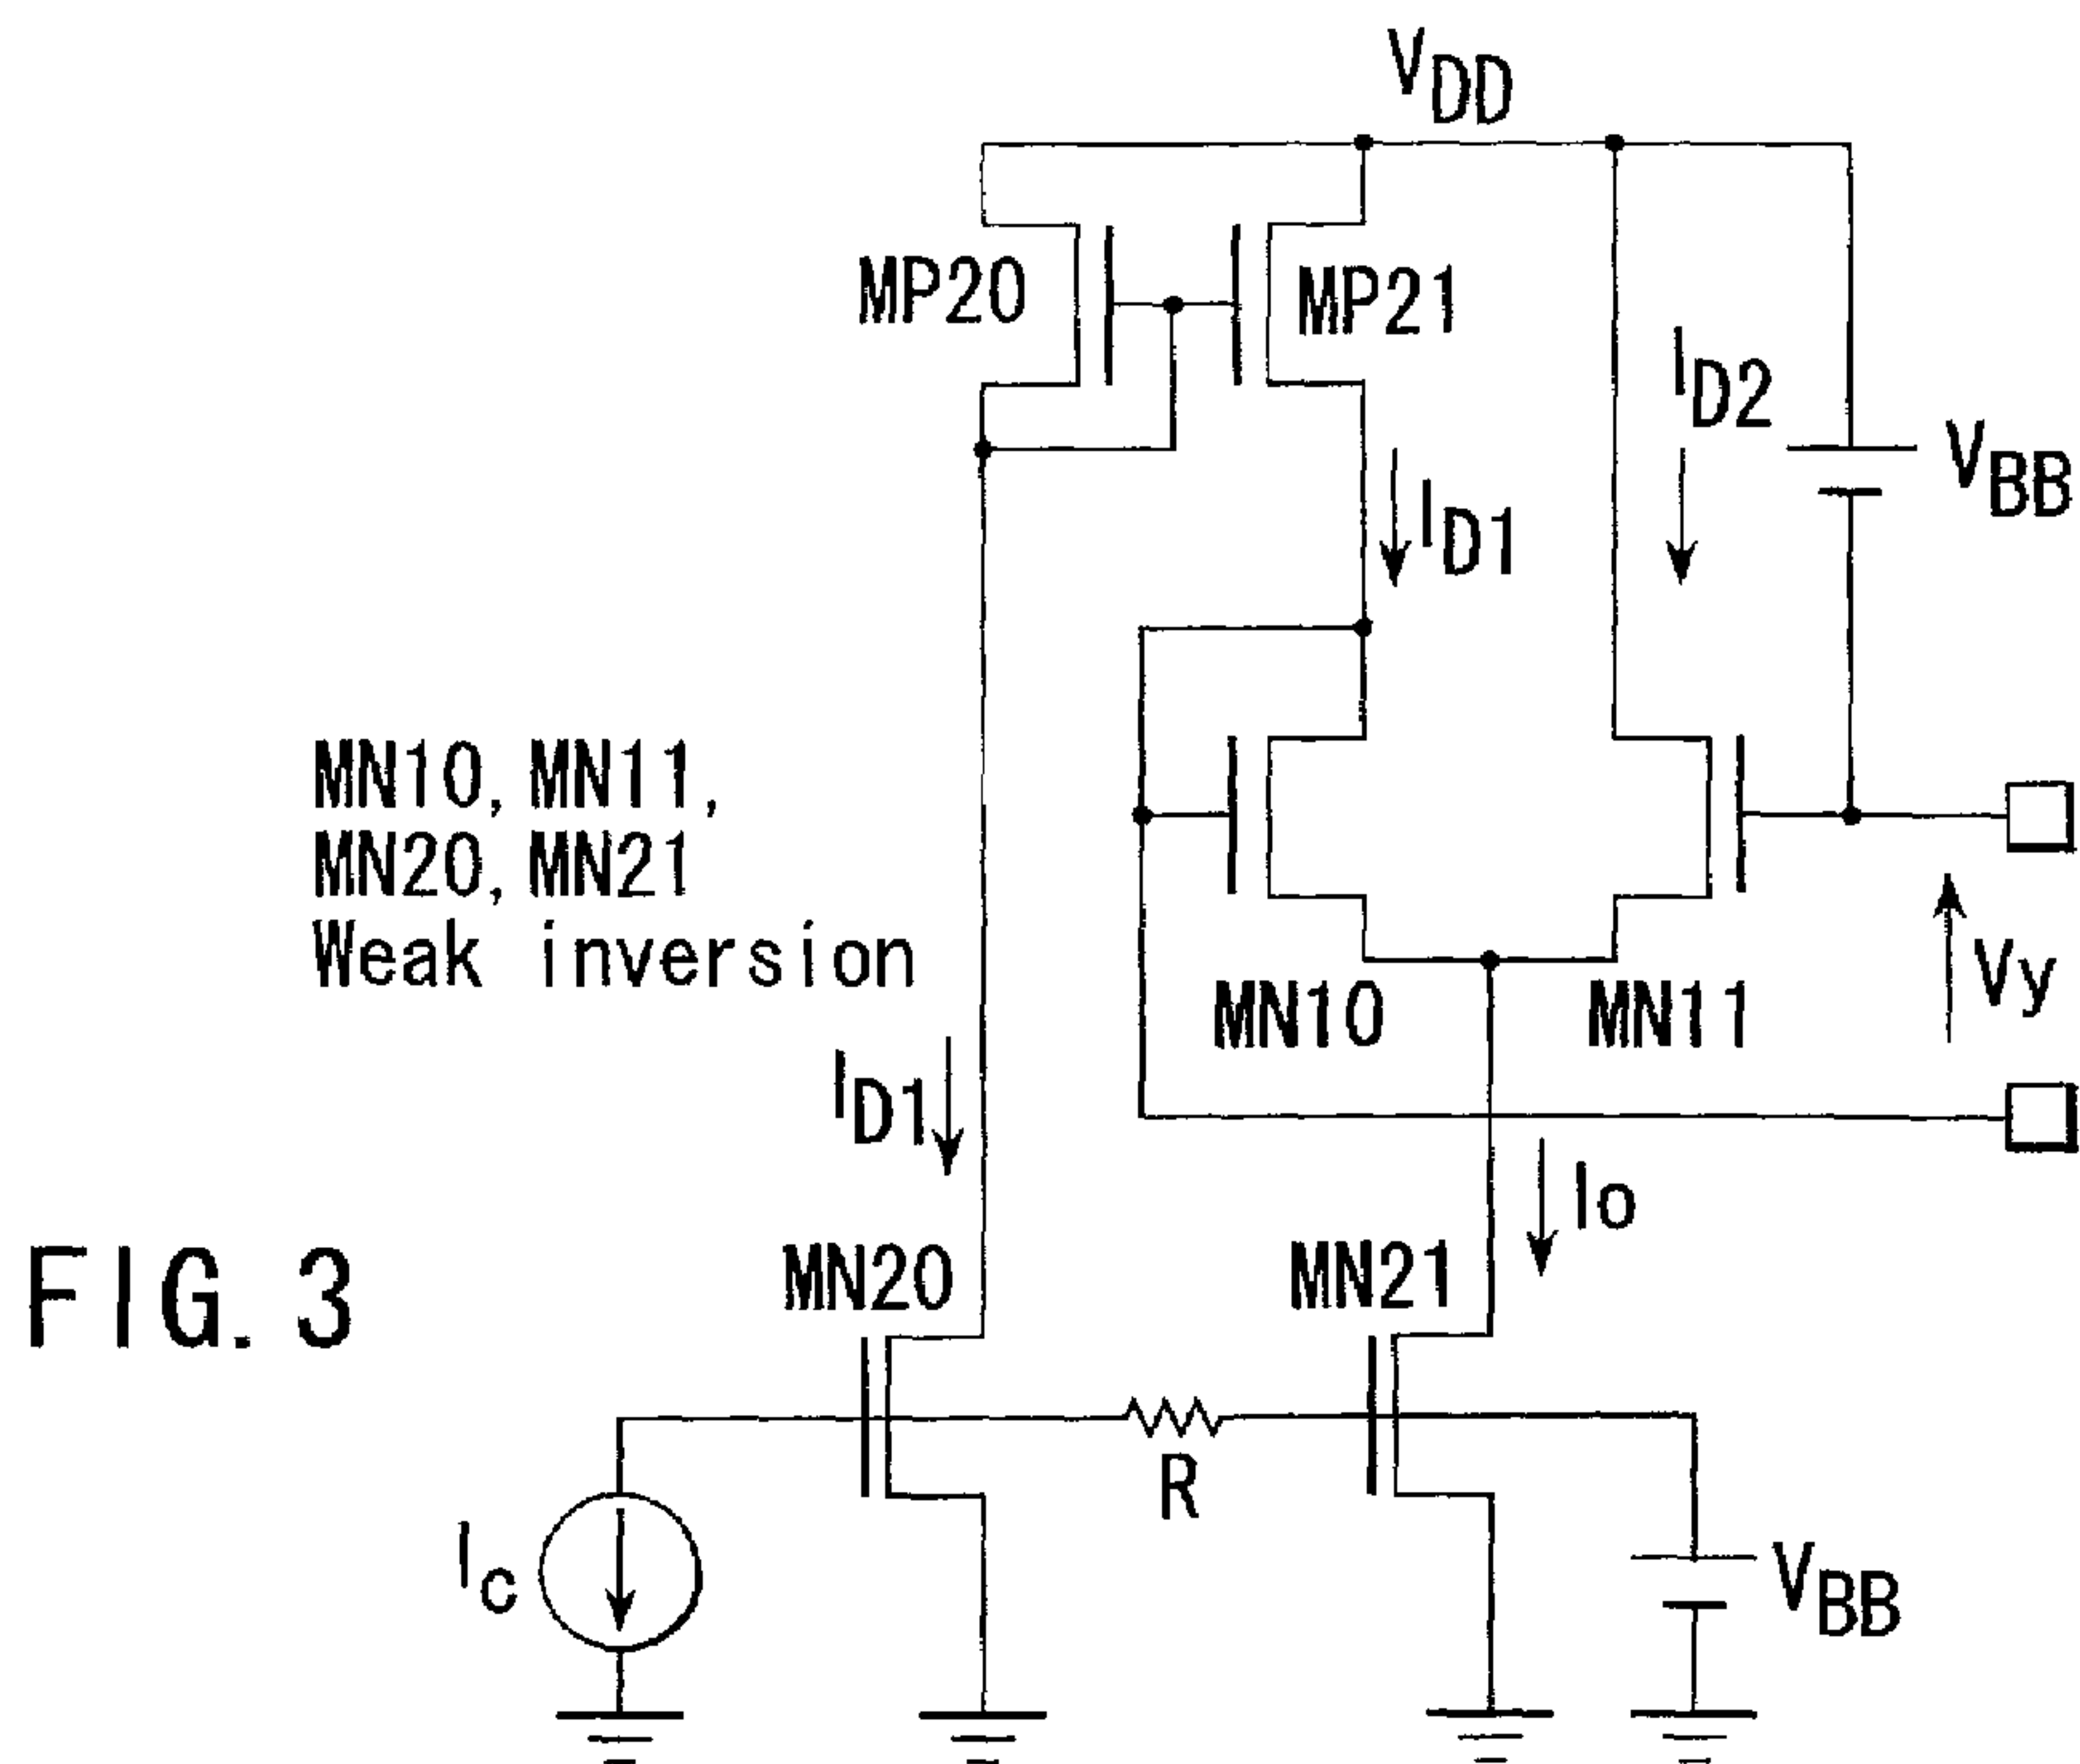 VDD
MP20
MP21
ID2
VBB
ID1
MN10, MN11,
MN20, MN21
Weak inversion
MN10
MN11
Vy
ID1
Io
MN20
MN21
FIG. 3
R
Ic
VBB